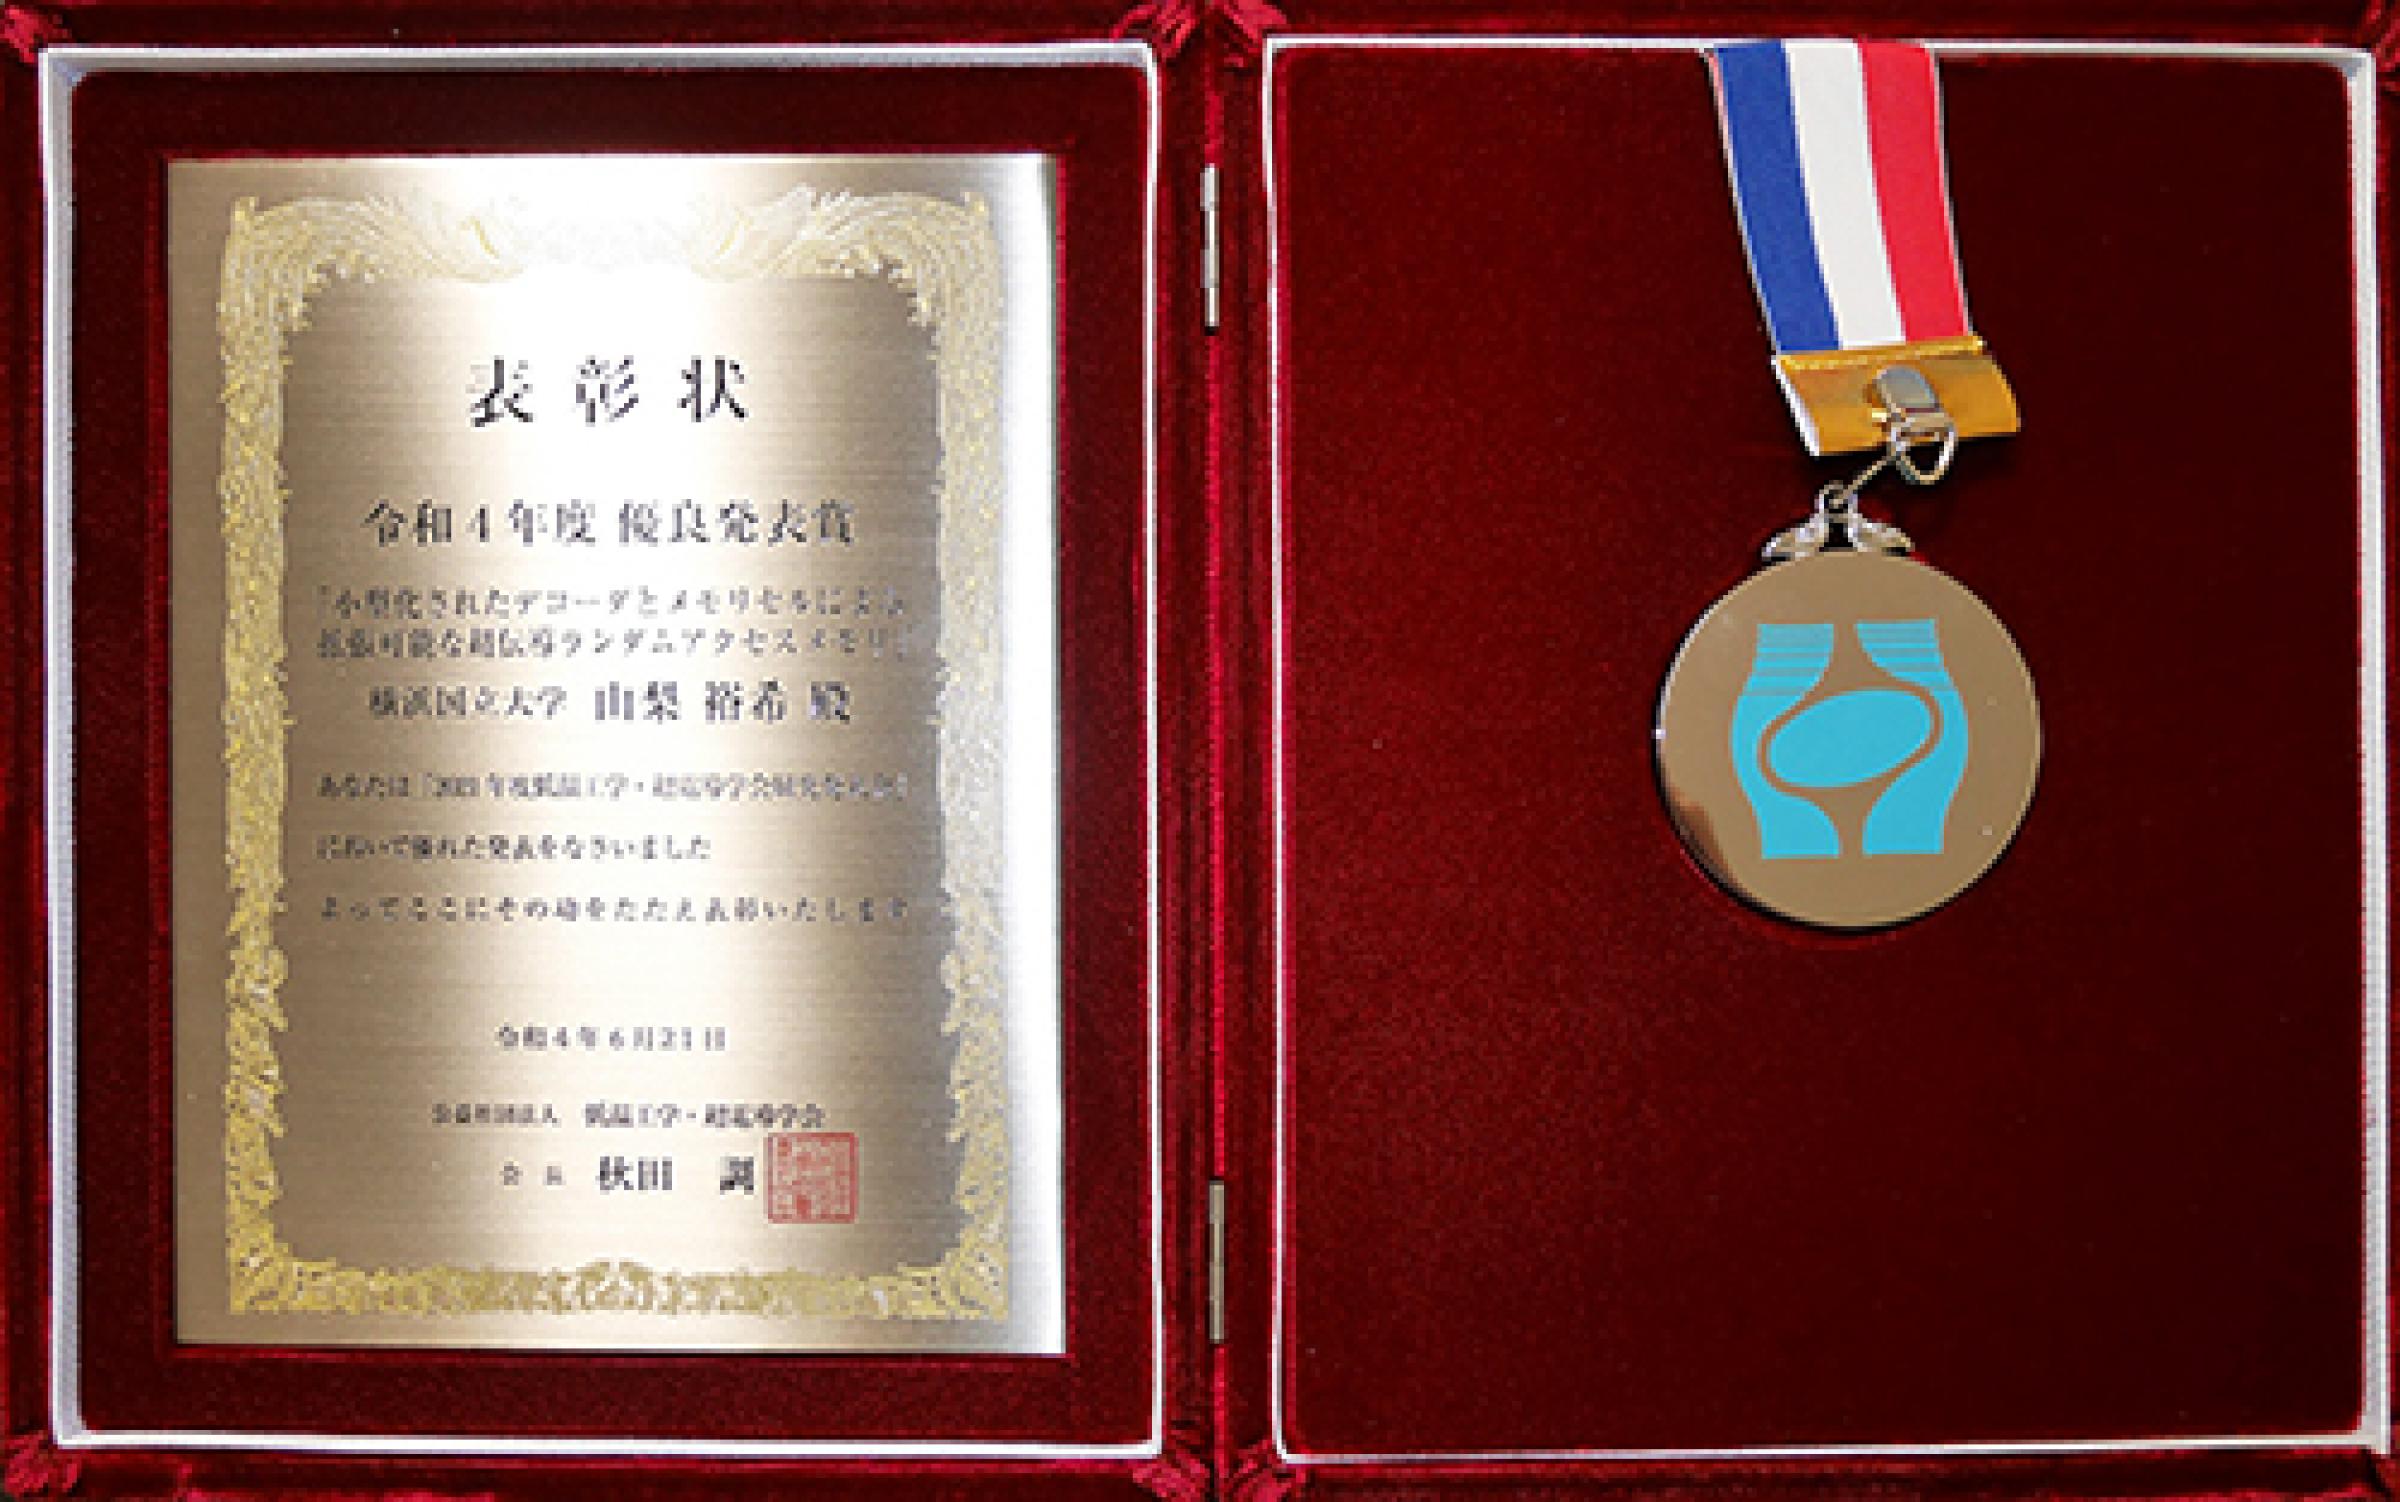 表彰状
令和4年度 優良発表賞
「小型化されたデコーダとメモリセルによる
拡張可能な超伝導ランダムアクセスメモリ」
横浜国立大学 山梨 裕希 殿
あなたは「2021年度低温工学・超電導学会研究発表会」
において優れた発表をなさいました
よってここにその功をたたえ表彰いたします
令和4年6月21日
公益社団法人 低温工学・超電導学会
会長 秋田 調